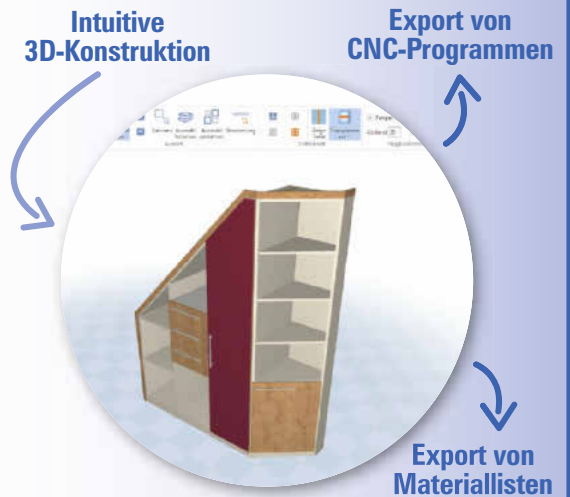 Intuitive
3D-Konstruktion
Export von
CNC-Programmen
Export von
Materiallisten